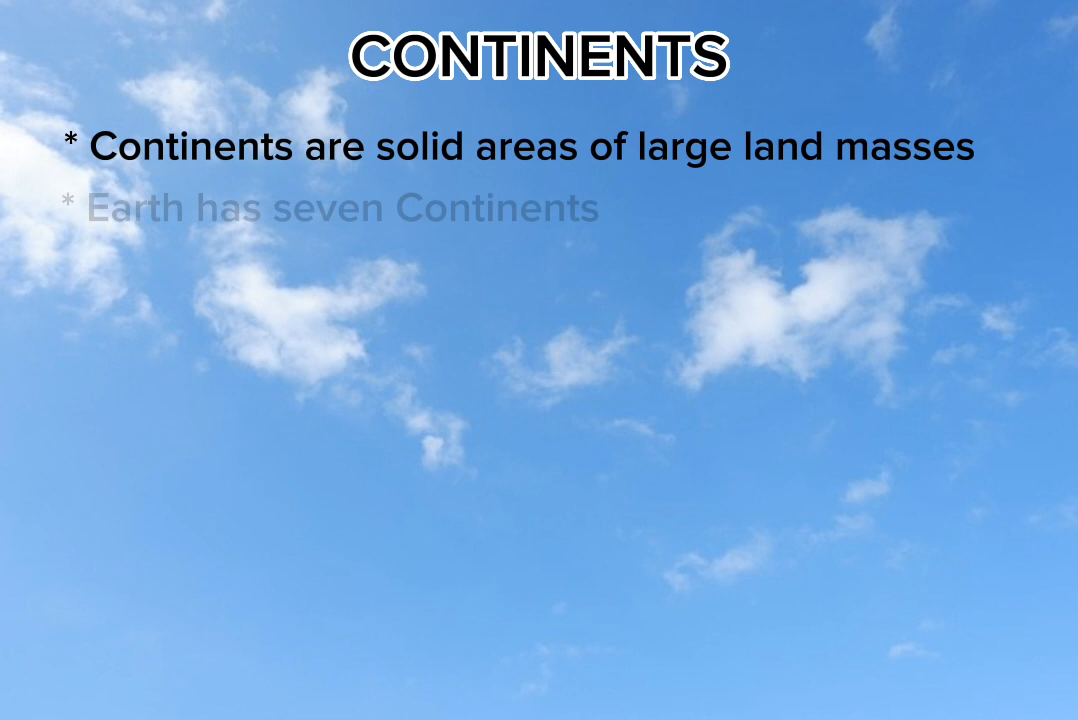 CONTINENTS
* Continents are solid areas of large land masses
* Earth has seven Continents